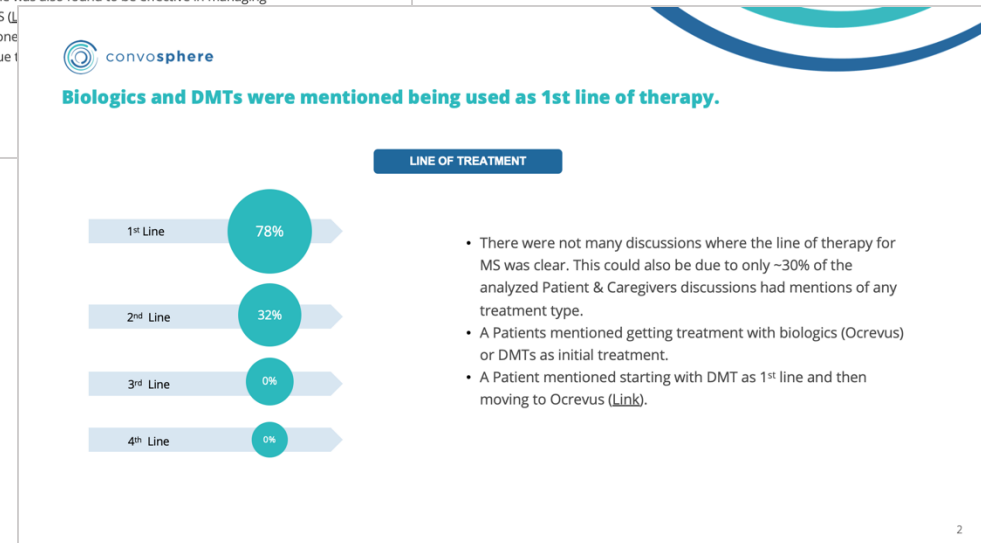 S (L
one
ue t
convosphere
Biologics and DMTs were mentioned being used as 1st line of therapy.
LINE OF TREATMENT
1st Line
78%
2nd Line
32%
3rd Line
0%
4th Line
0%
• There were not many discussions where the line of therapy for
MS was clear. This could also be due to only ~30% of the
analyzed Patient & Caregivers discussions had mentions of any
treatment type.
• A Patients mentioned getting treatment with biologics (Ocrevus)
or DMTs as initial treatment.
• A Patient mentioned starting with DMT as 1st line and then
moving to Ocrevus (Link).
2